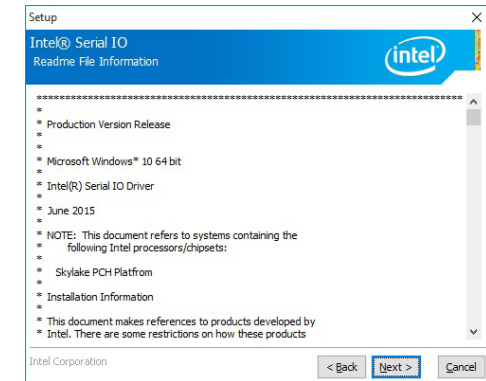 Setup
Intel® Serial IO
Readme File Information
intel
*******************************************************************************
*
* Production Version Release
*
*
* Microsoft Windows* 10 64 bit
*
* Intel(R) Serial IO Driver
*
* June 2015
*
* NOTE: This document refers to systems containing the
* following Intel processors/chipsets:
*
* Skylake PCH Platfrom
*
* Installation Information
*
* This document makes references to products developed by
* Intel. There are some restrictions on how these products
Intel Corporation
< Back
Next >
Cancel